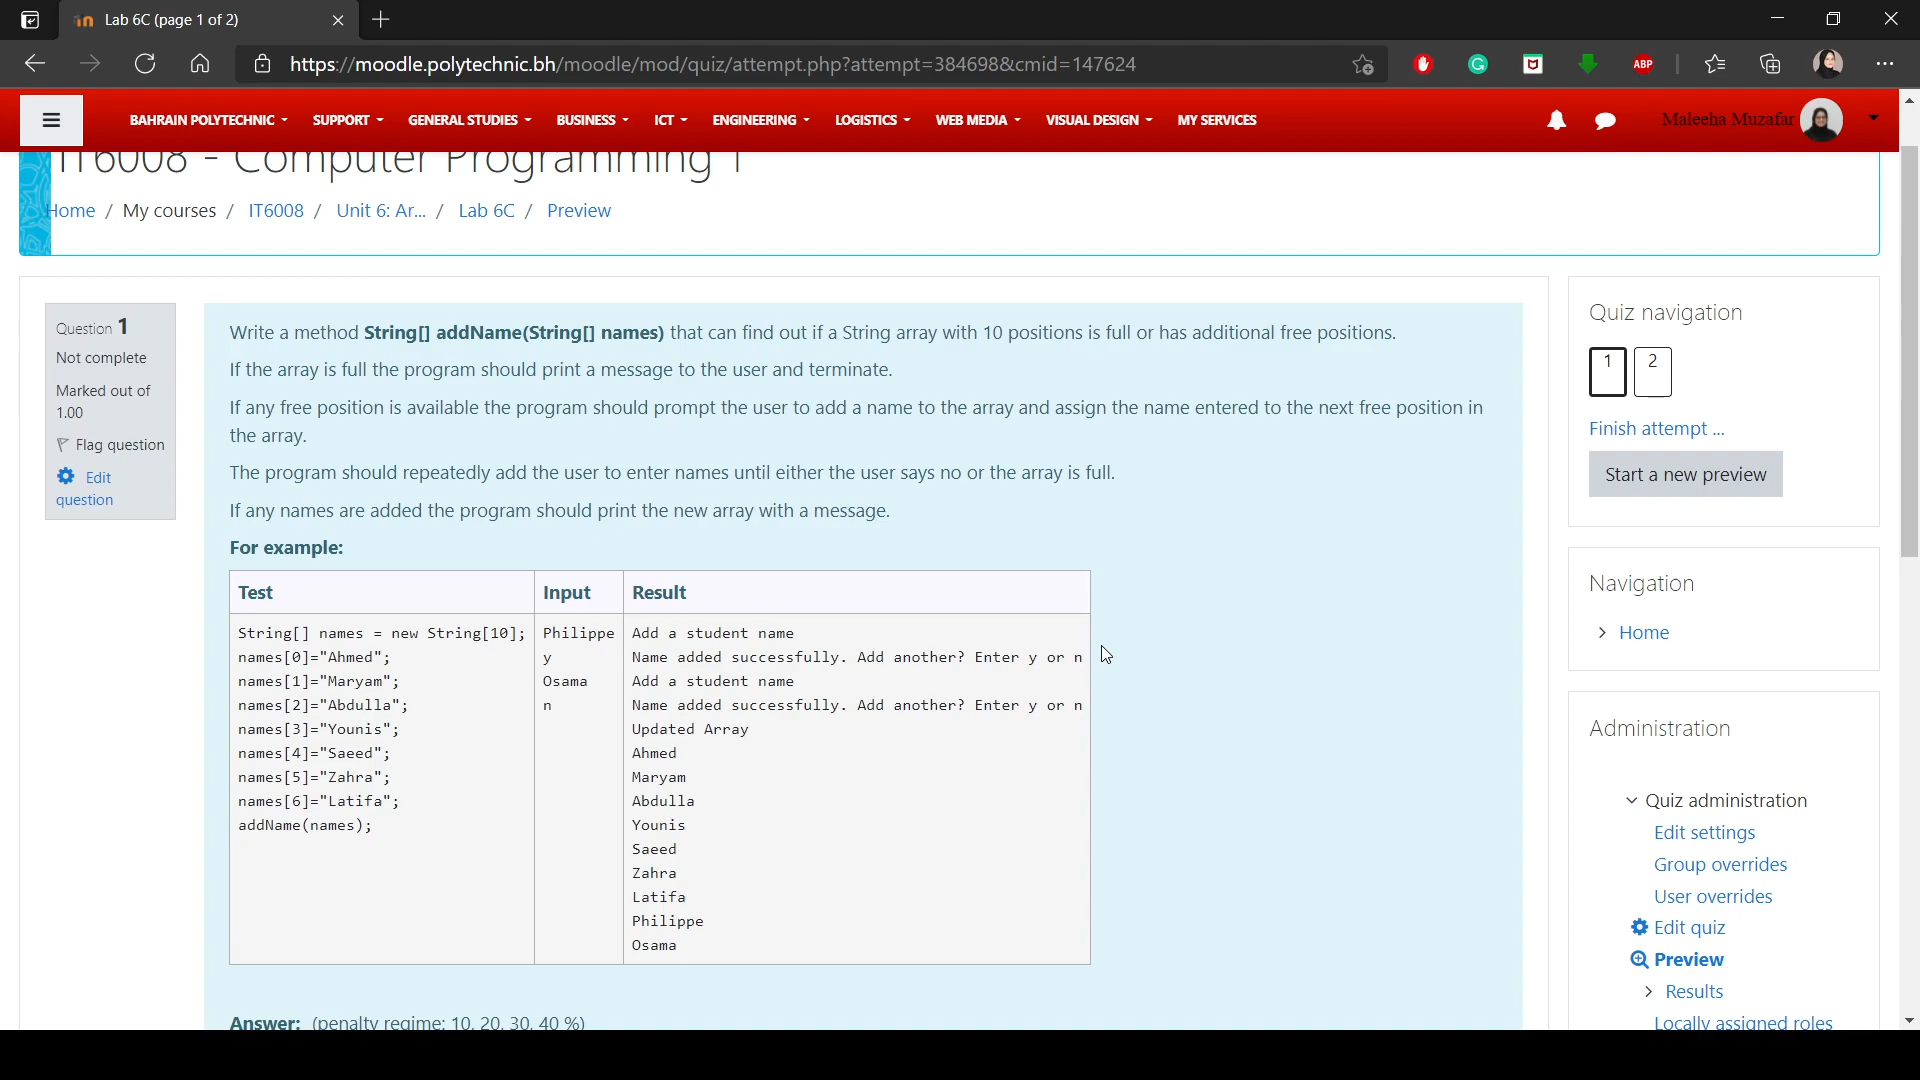 Lab 6C (page 1 of 2)
https://moodle.polytechnic.bh/moodle/mod/quiz/attempt.php?attempt=384698&cmid=147624
ABP
BAHRAIN POLYTECHNIC SUPPORT GENERAL STUDIES BUSINESS ICT ENGINEERING LOGISTICS WEB MEDIA VISUAL DESIGN MY SERVICES
Maleeha Muzafar
IT6008 - Computer Programming 1
Home / My courses / IT6008 / Unit 6: Ar... / Lab 6C / Preview
Question 1
Not complete
Marked out of
1.00
Flag question
Edit
question
Write a method String[] addName(String[] names) that can find out if a String array with 10 positions is full or has additional free positions.
If the array is full the program should print a message to the user and terminate.
If any free position is available the program should prompt the user to add a name to the array and assign the name entered to the next free position in
the array.
The program should repeatedly add the user to enter names until either the user says no or the array is full.
If any names are added the program should print the new array with a message.
For example:
Test Input Result
String[] names = new String[10];
names[0]="Ahmed";
names[1]="Maryam";
names[2]="Abdulla";
names[3]="Younis";
names[4]="Saeed";
names[5]="Zahra";
names[6]="Latifa";
addName(names);
Philippe
y
Osama
n
Add a student name
Name added successfully. Add another? Enter y or n
Add a student name
Name added successfully. Add another? Enter y or n
Updated Array
Ahmed
Maryam
Abdulla
Younis
Saeed
Zahra
Latifa
Philippe
Osama
Answer: (penalty regime: 10, 20, 30, 40 %)
Quiz navigation
1 2
Finish attempt ...
Start a new preview
Navigation
Home
Administration
Quiz administration
Edit settings
Group overrides
User overrides
Edit quiz
Preview
Results
Locally assigned roles